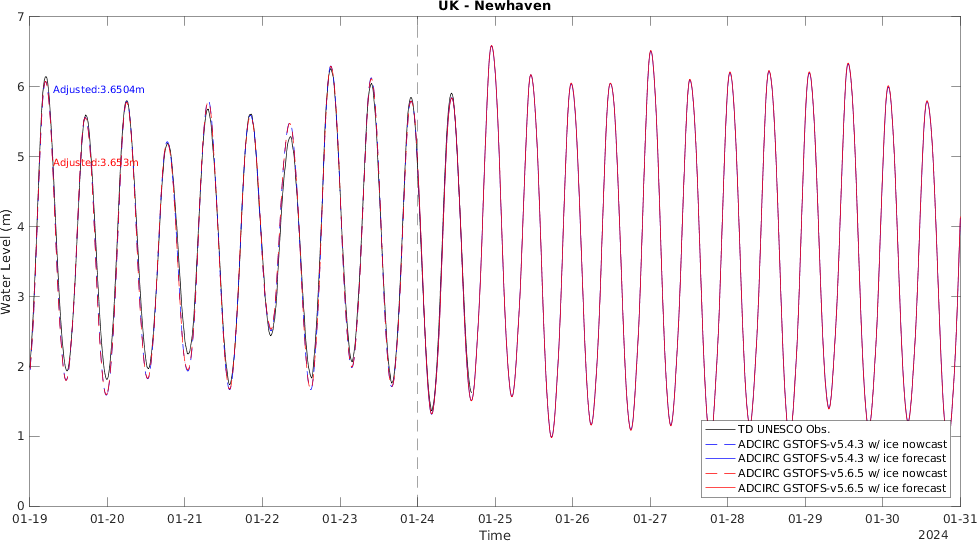 UK - Newhaven
7
6
5
4
3
2
1
0
Water Level (m)
Adjusted:3.6504m
Adjusted:3.653m
TD UNESCO Obs.
ADCIRC GSTOFS-v5.4.3 w/ ice nowcast
ADCIRC GSTOFS-v5.4.3 w/ ice forecast
ADCIRC GSTOFS-v5.6.5 w/ ice nowcast
ADCIRC GSTOFS-v5.6.5 w/ ice forecast
01-19 01-20 01-21 01-22 01-23 01-24 01-25 01-26 01-27 01-28 01-29 01-30 01-31
Time
2024